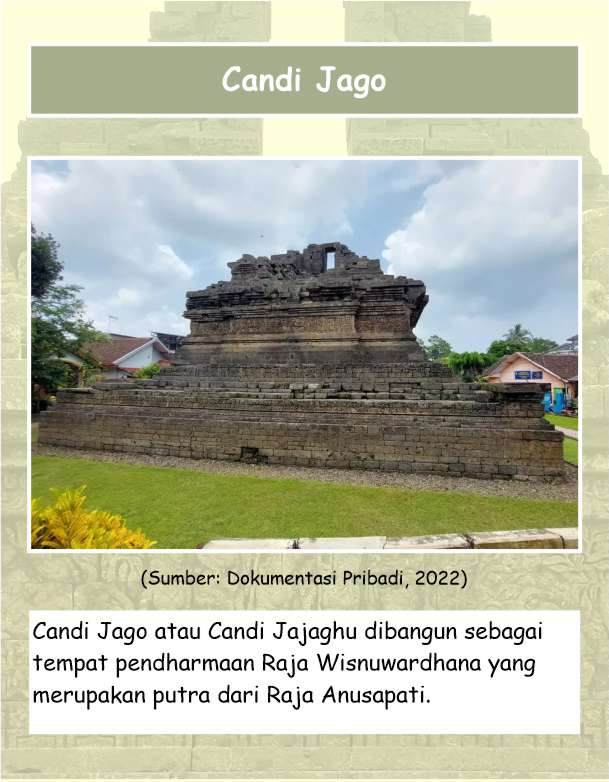 Candi Jago
(Sumber: Dokumentasi Pribadi, 2022)
Candi Jago atau Candi Jajaghu dibangun sebagai
tempat pendharmaan Raja Wisnuwardhana yang
merupakan putra dari Raja Anusapati.